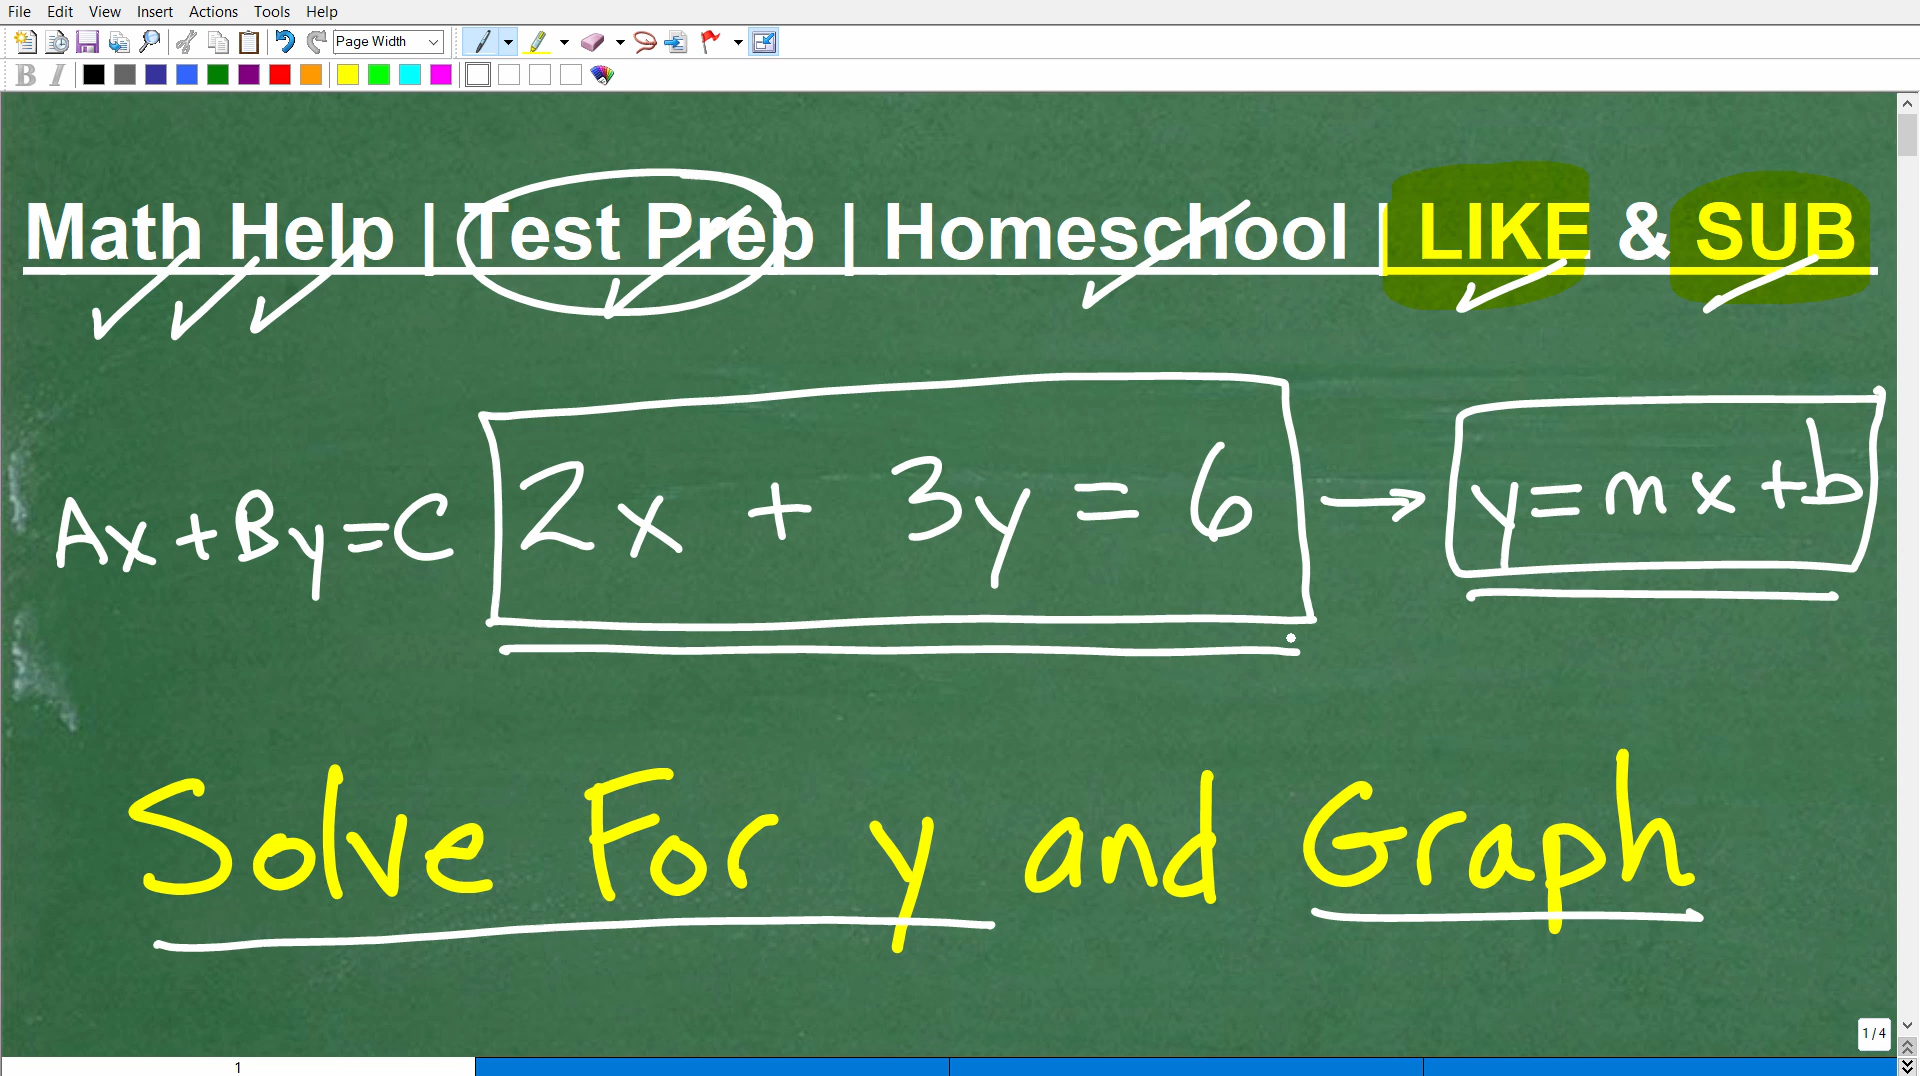 File Edit View Insert Actions Tools Help
Page Width
B I
Math Help | Test Prep | Homeschool | LIKE & SUB
Ax + By = C 2x + 3y = 6 → y = mx + b
Solve For y and Graph
1 / 4
1